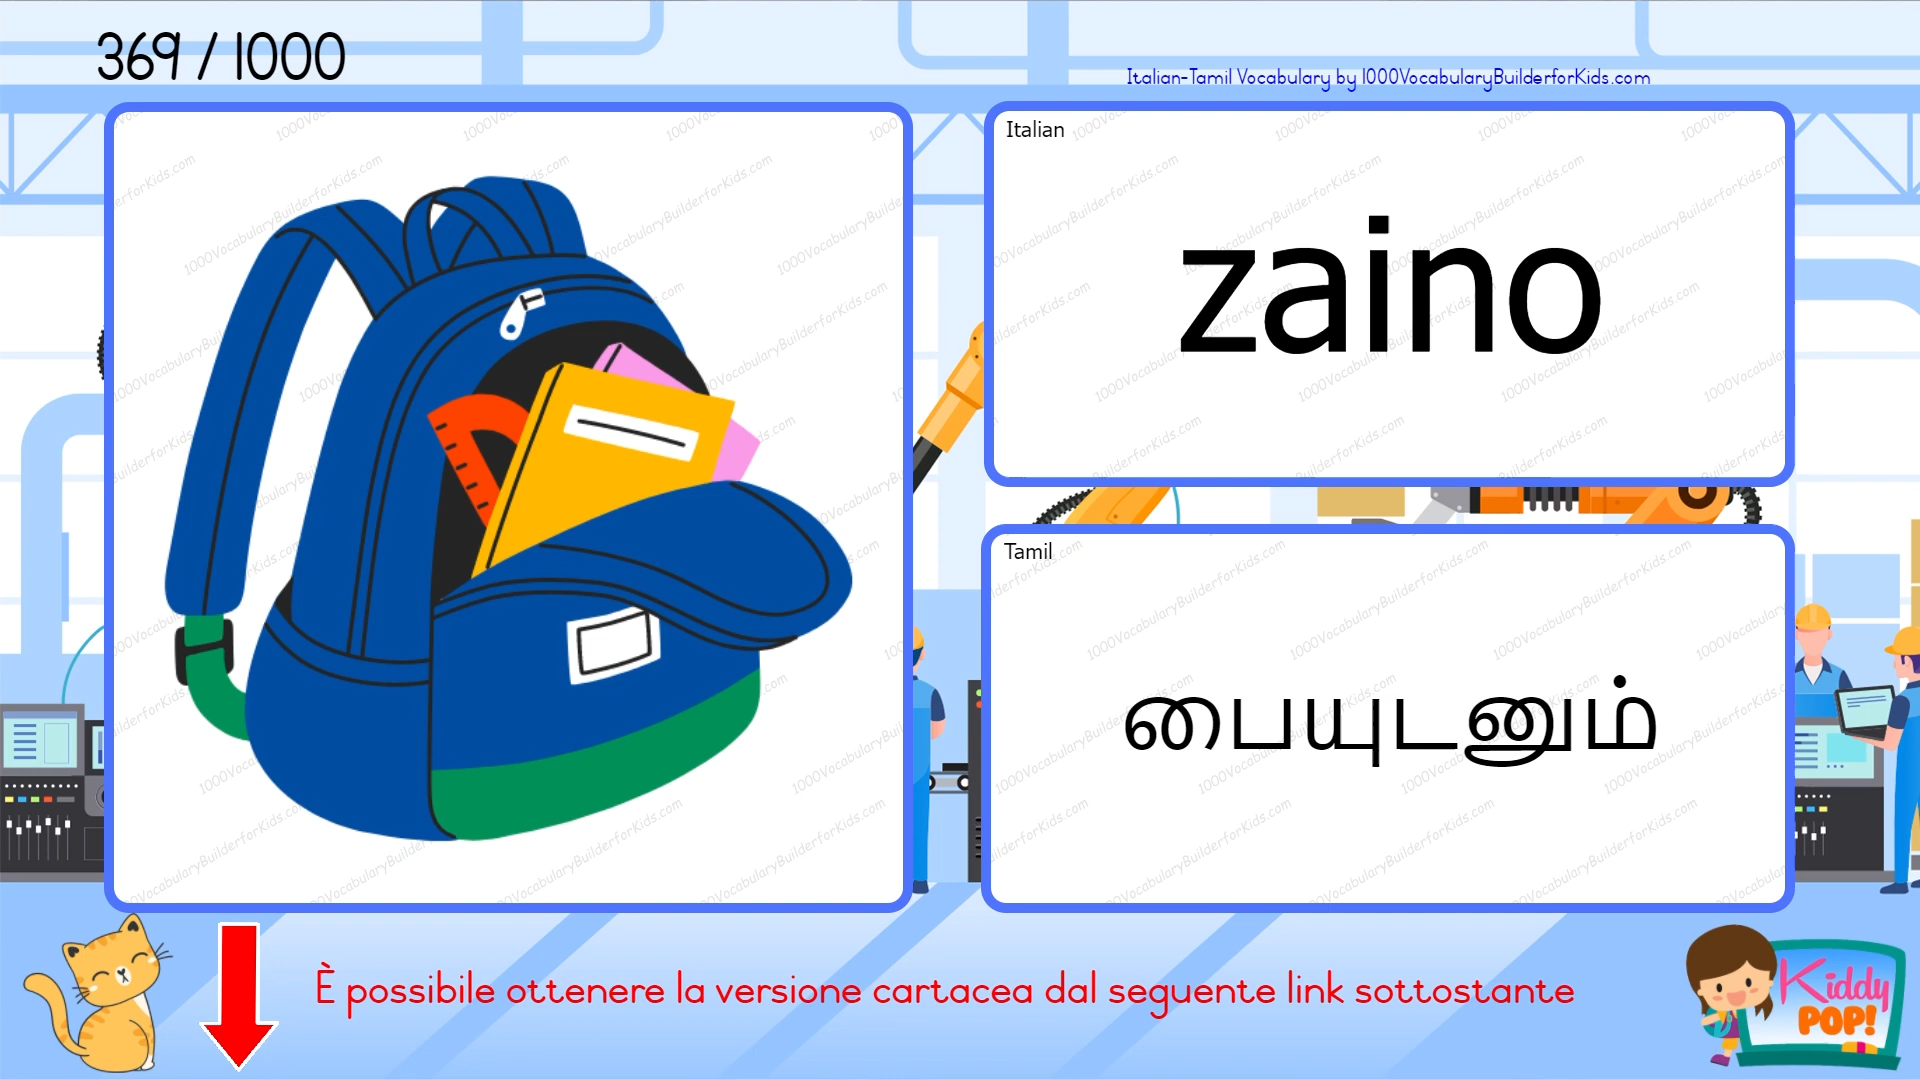 369 / 1000
Italian-Tamil Vocabulary by 1000VocabularyBuilderforKids.com
Italian
zaino
Tamil
பையுடனும்
È possibile ottenere la versione cartacea dal seguente link sottostante
Kiddy
POP!